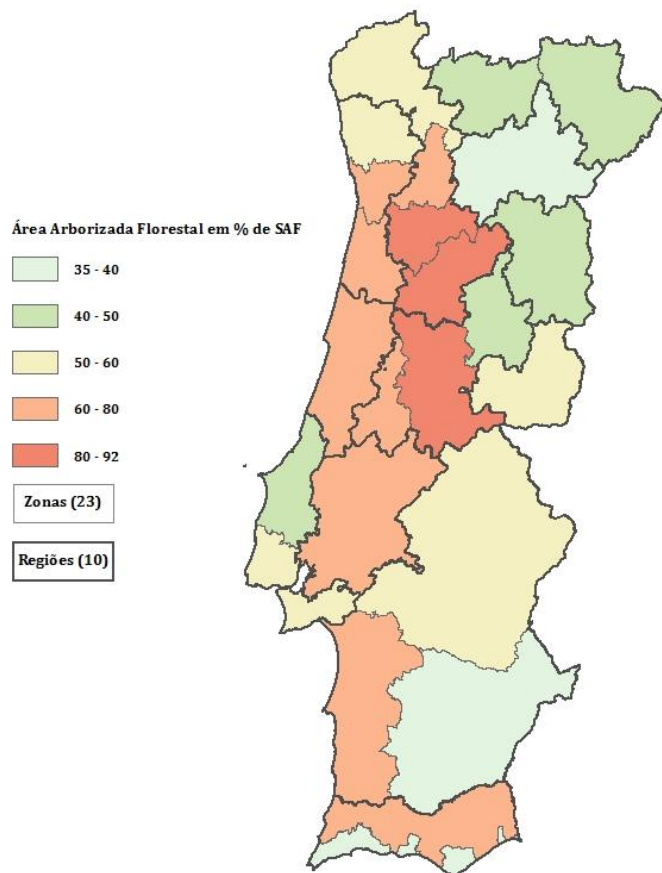 Área Arborizada Florestal em % de SAF
35 - 40
40 - 50
50 - 60
60 - 80
80 - 92
Zonas (23)
Regiões (10)